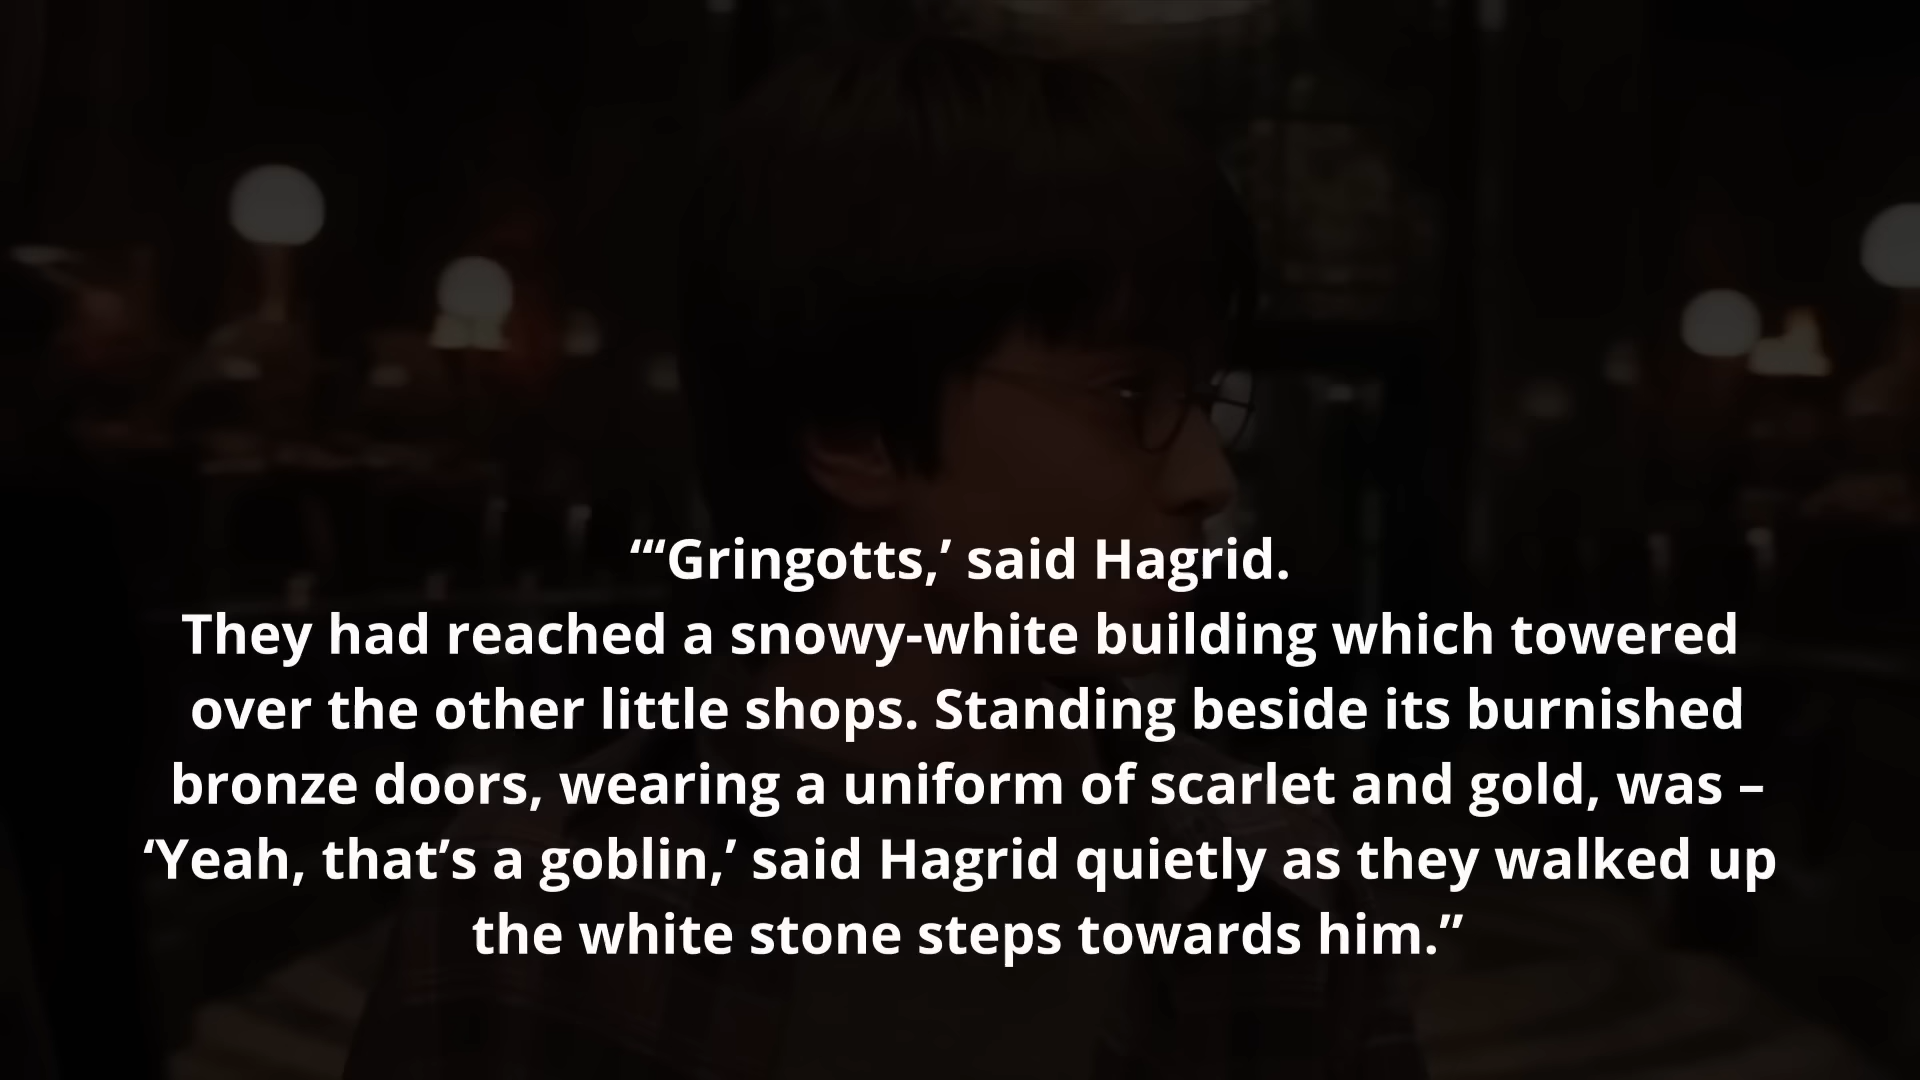 “‘Gringotts,’ said Hagrid.
They had reached a snowy-white building which towered
over the other little shops. Standing beside its burnished
bronze doors, wearing a uniform of scarlet and gold, was –
‘Yeah, that’s a goblin,’ said Hagrid quietly as they walked up
the white stone steps towards him.”